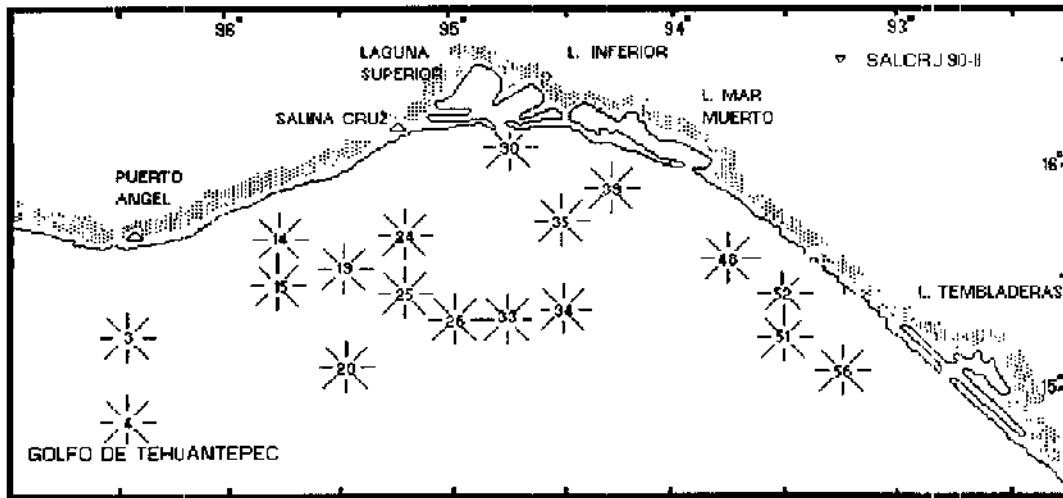 96° 95° 94° 93°
LAGUNA
SUPERIOR
L. INFERIOR
SALCRU 90-II
L. MAR
MUERTO
SALINA CRUZ
30
16°
PUERTO
ANGEL
39
35
14
24
19
48
15
25
52
L. TEMBLADERAS
26
33
34
3
51
20
56
15°
4
GOLFO DE TEHUANTEPEC